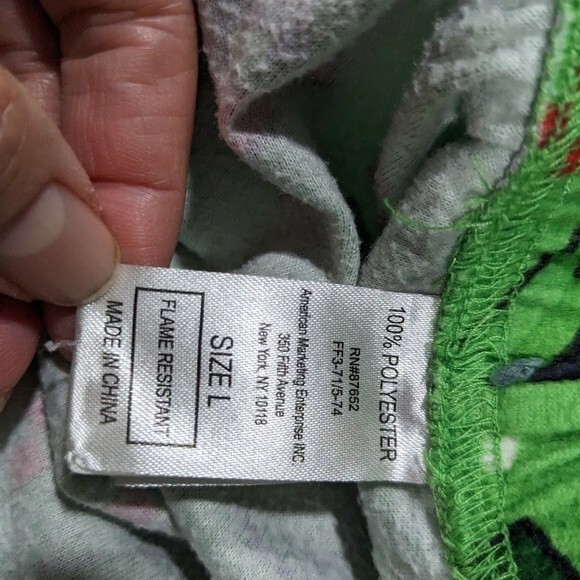 100% POLYESTER
RN#87652
FF3-71/5-74
American Marketing Enterprise INC.
350 Fifth Avenue
New York, NY 10118
SIZE L
FLAME RESISTANT
MADE IN CHINA